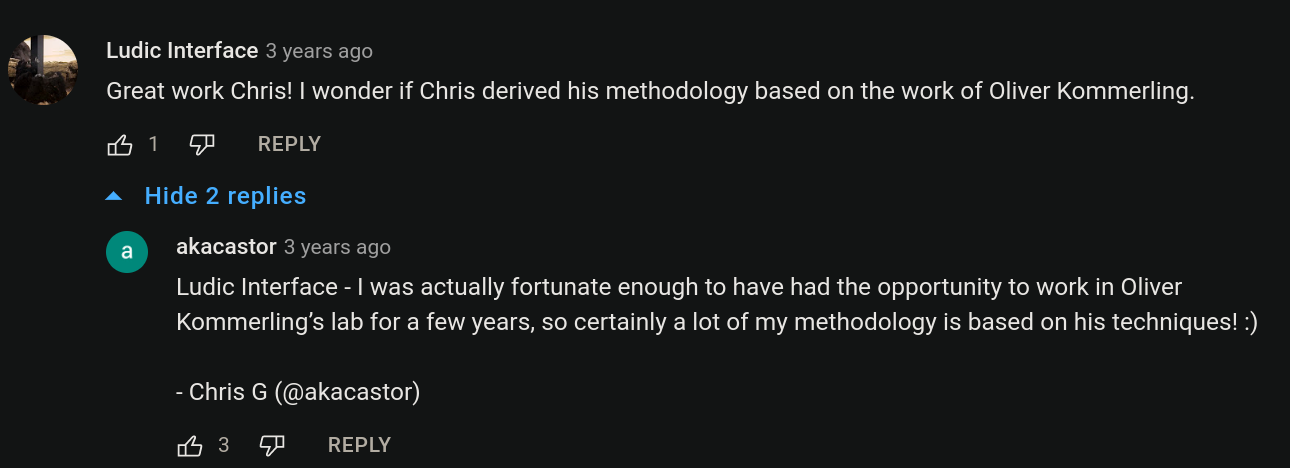 Ludic Interface 3 years ago
Great work Chris! I wonder if Chris derived his methodology based on the work of Oliver Kommerling.
1 REPLY
Hide 2 replies
a
akacastor 3 years ago
Ludic Interface - I was actually fortunate enough to have had the opportunity to work in Oliver
Kommerling’s lab for a few years, so certainly a lot of my methodology is based on his techniques! :)
- Chris G (@akacastor)
3 REPLY